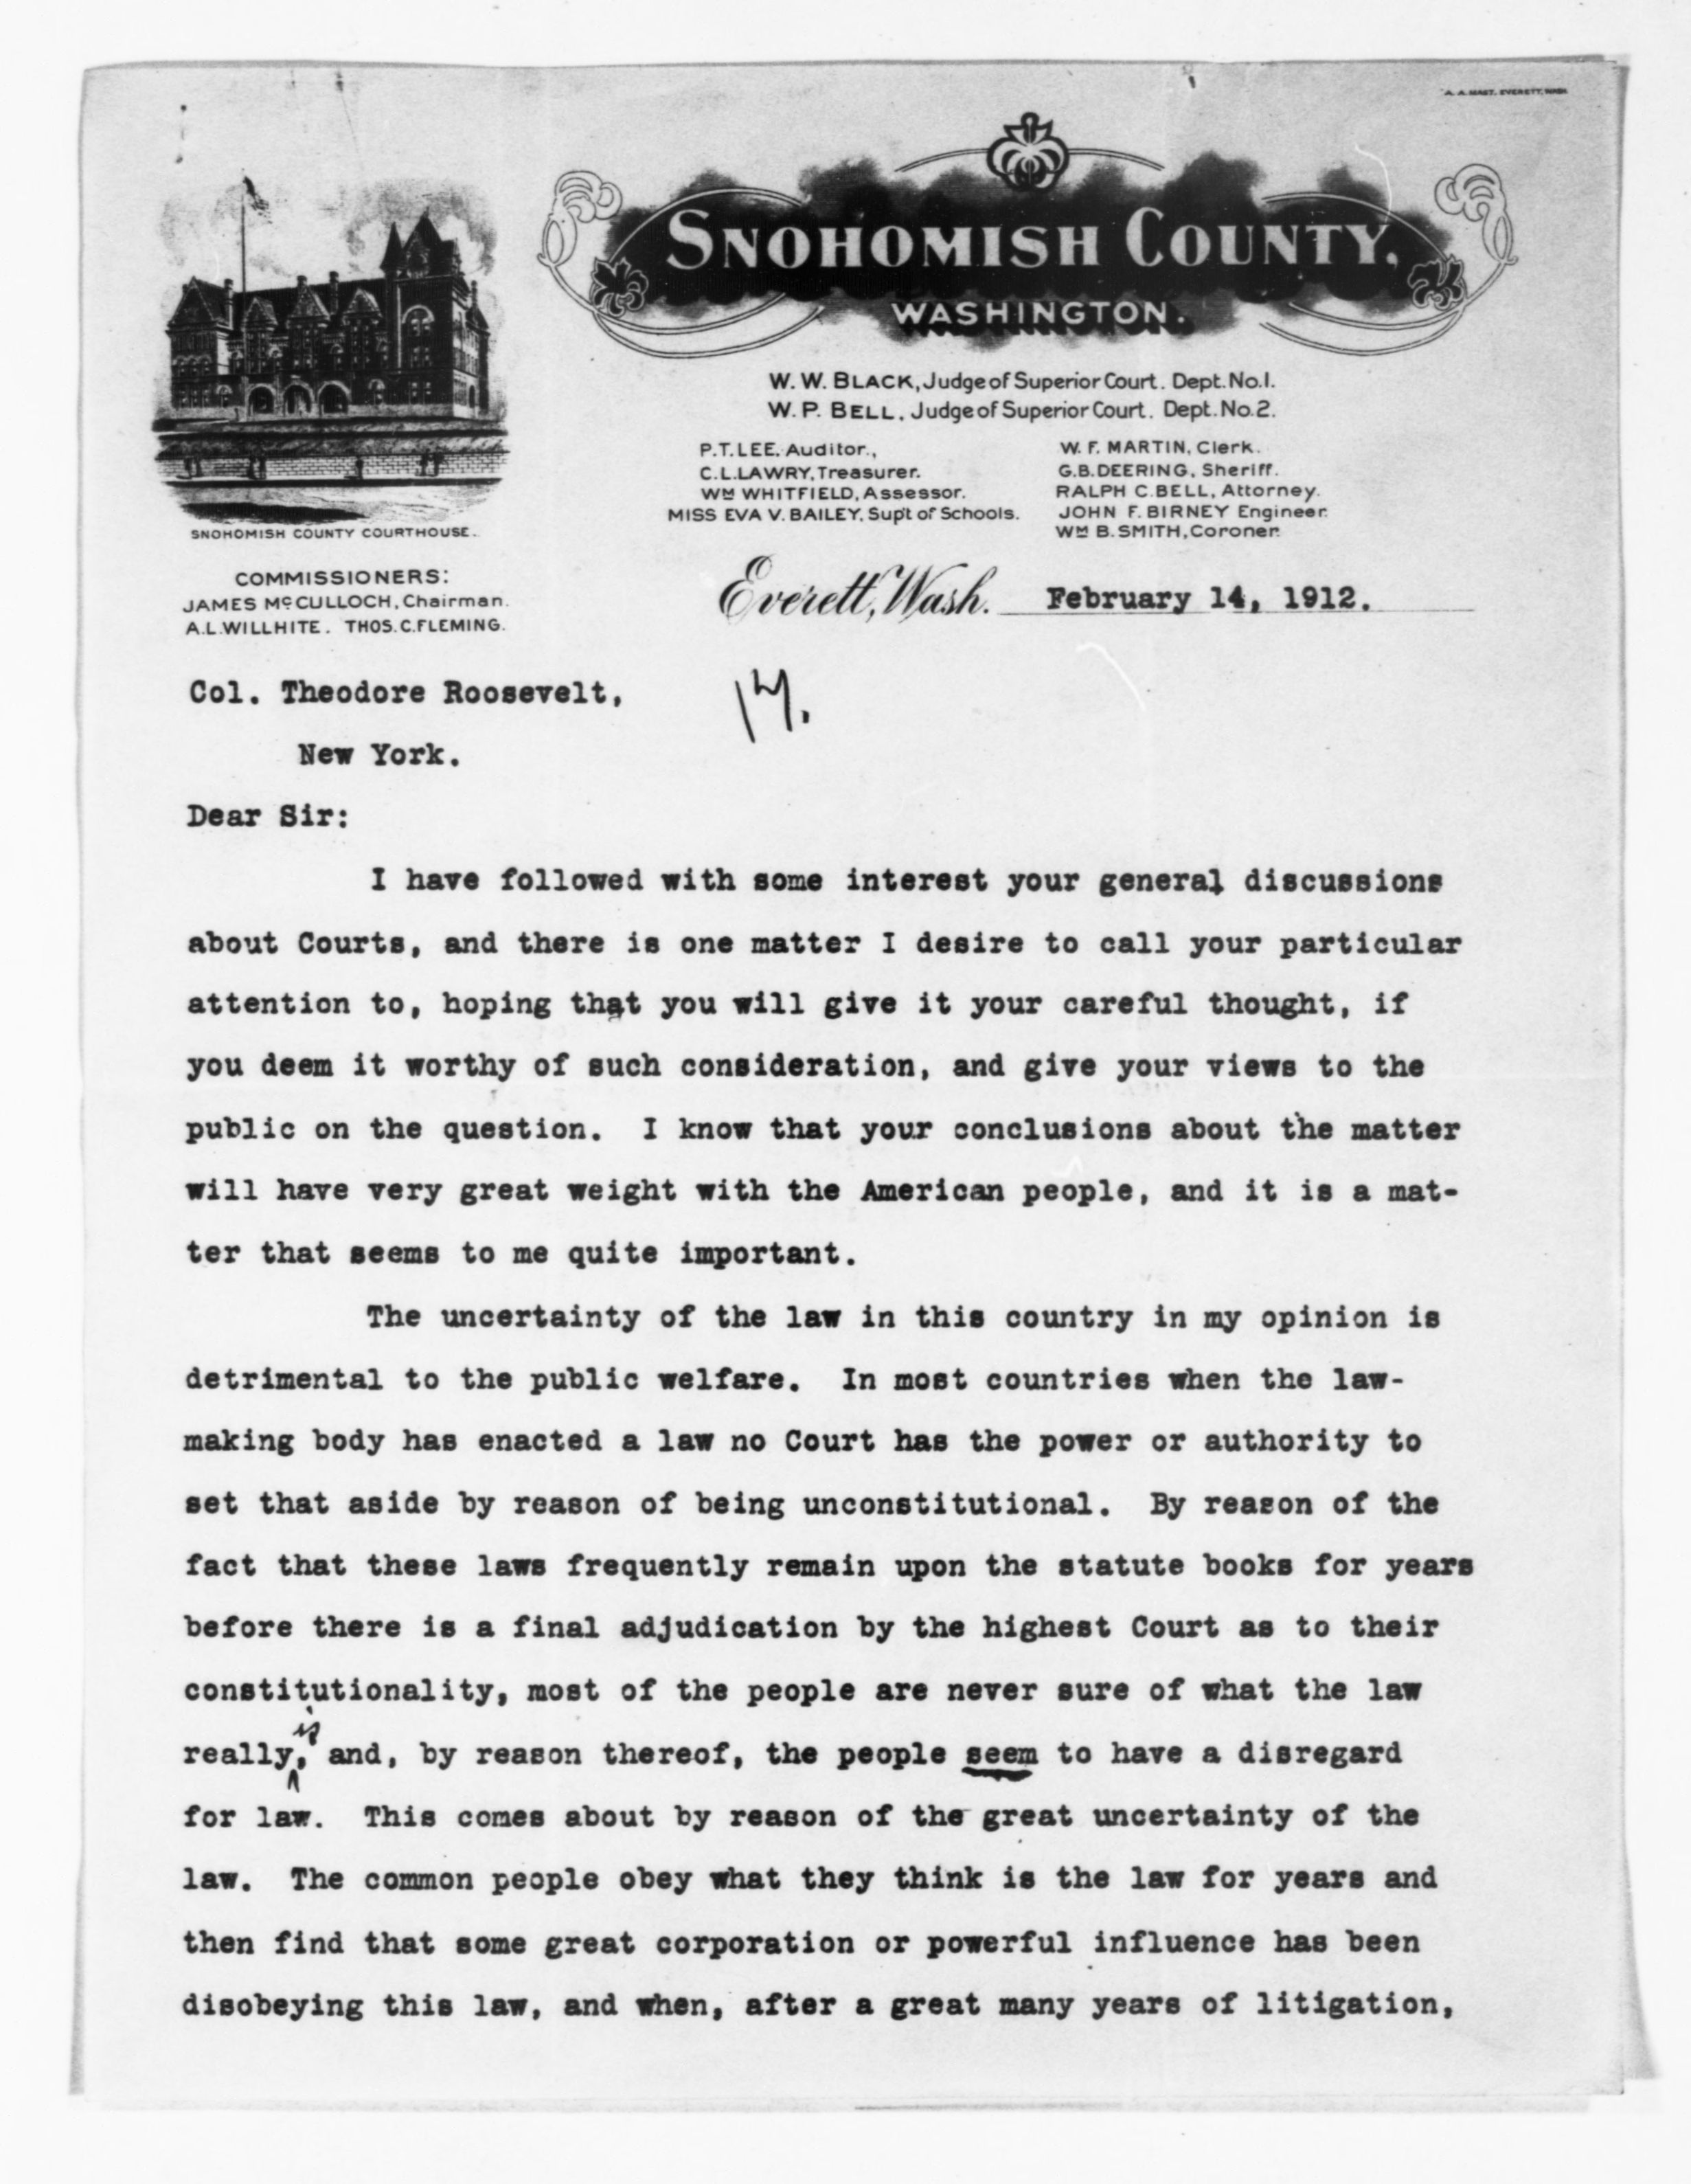 A. A. MAST, EVERETT, WASH.
SNOHOMISH COUNTY,
WASHINGTON.
W. W. BLACK, Judge of Superior Court. Dept. No. 1.
W. P. BELL, Judge of Superior Court. Dept. No. 2.
P. T. LEE, Auditor.,
C. L. LAWRY, Treasurer.
WM WHITFIELD, Assessor.
MISS EVA V. BAILEY, Sup't of Schools.
W. F. MARTIN, Clerk.
G. B. DEERING, Sheriff.
RALPH C. BELL, Attorney.
JOHN F. BIRNEY Engineer.
WM B. SMITH, Coroner.
SNOHOMISH COUNTY COURTHOUSE.
COMMISSIONERS:
JAMES McCULLOCH, Chairman.
A. L. WILLHITE. THOS. C. FLEMING.
Everett, Wash. February 14, 1912.
Col. Theodore Roosevelt,
New York.
Dear Sir:
I have followed with some interest your general discussions
about Courts, and there is one matter I desire to call your particular
attention to, hoping that you will give it your careful thought, if
you deem it worthy of such consideration, and give your views to the
public on the question. I know that your conclusions about the matter
will have very great weight with the American people, and it is a mat-
ter that seems to me quite important.
The uncertainty of the law in this country in my opinion is
detrimental to the public welfare. In most countries when the law-
making body has enacted a law no Court has the power or authority to
set that aside by reason of being unconstitutional. By reason of the
fact that these laws frequently remain upon the statute books for years
before there is a final adjudication by the highest Court as to their
constitutionality, most of the people are never sure of what the law
really is, and, by reason thereof, the people seem to have a disregard
for law. This comes about by reason of the great uncertainty of the
law. The common people obey what they think is the law for years and
then find that some great corporation or powerful influence has been
disobeying this law, and when, after a great many years of litigation,